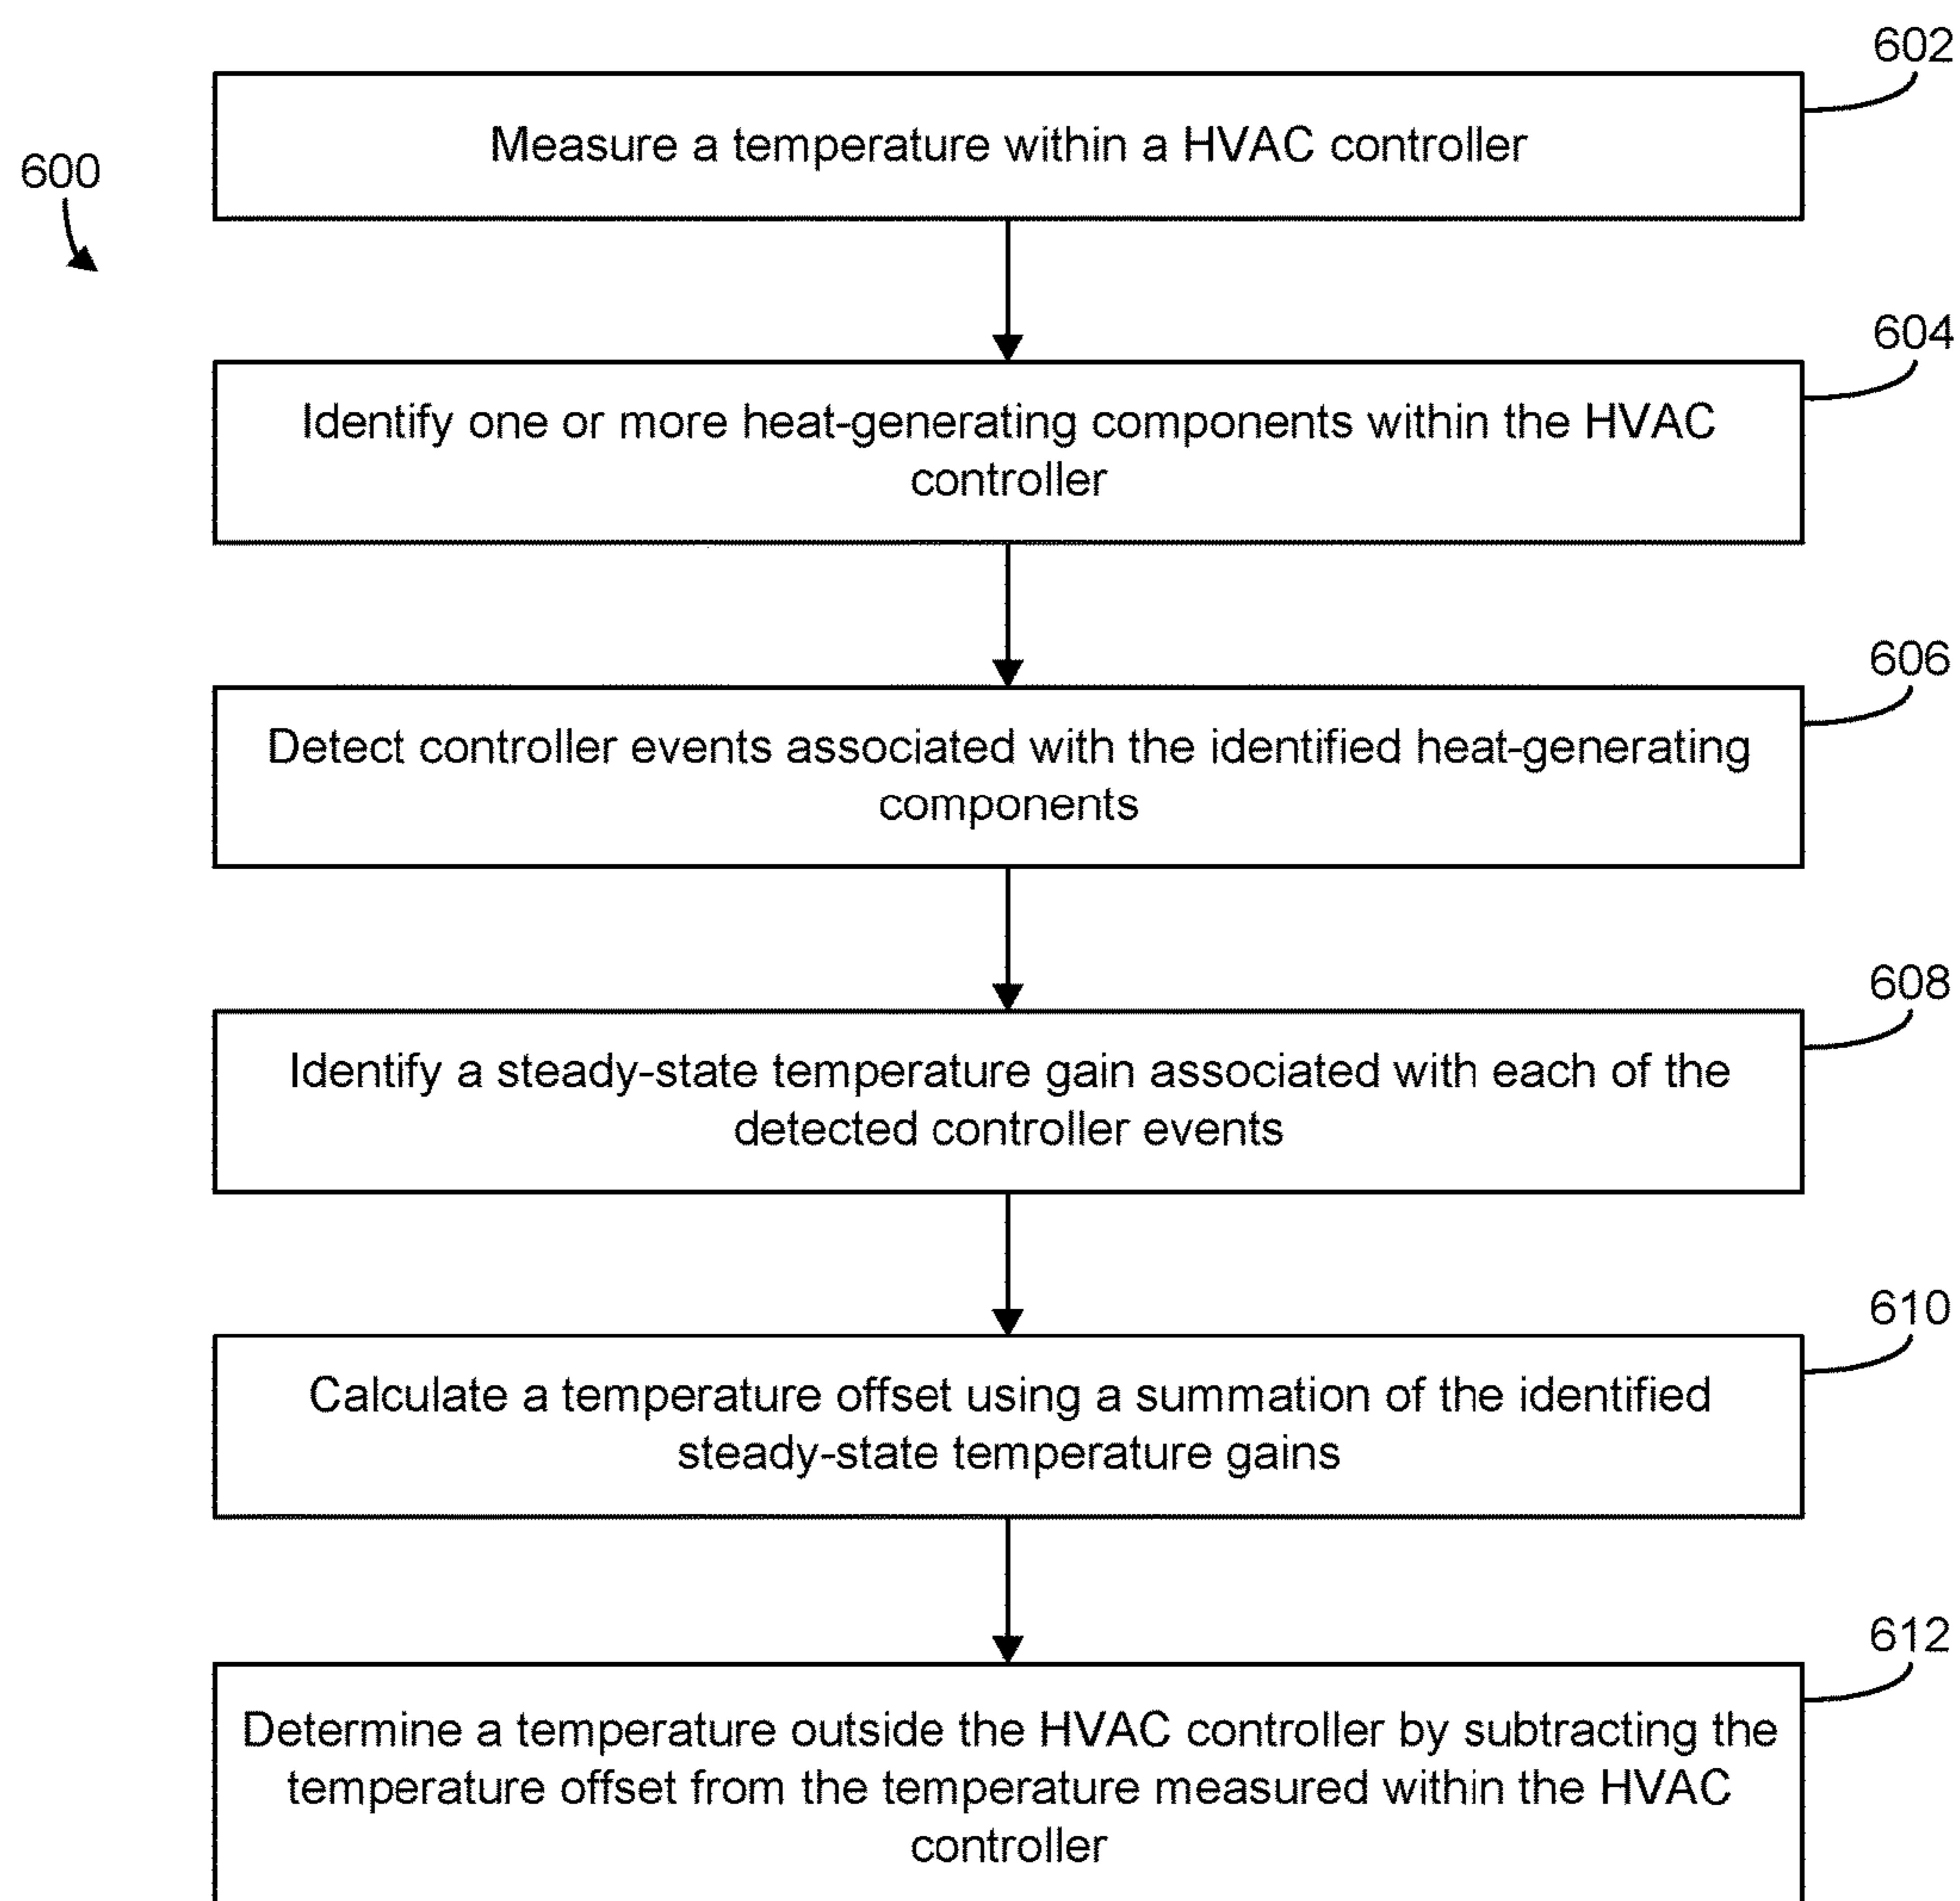 602
Measure a temperature within a HVAC controller
600
604
Identify one or more heat-generating components within the HVAC
controller
606
Detect controller events associated with the identified heat-generating
components
608
Identify a steady-state temperature gain associated with each of the
detected controller events
610
Calculate a temperature offset using a summation of the identified
steady-state temperature gains
612
Determine a temperature outside the HVAC controller by subtracting the
temperature offset from the temperature measured within the HVAC
controller